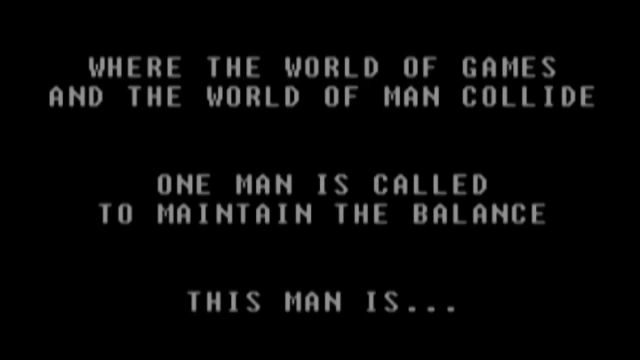 WHERE THE WORLD OF GAMES
AND THE WORLD OF MAN COLLIDE
ONE MAN IS CALLED
TO MAINTAIN THE BALANCE
THIS MAN IS...